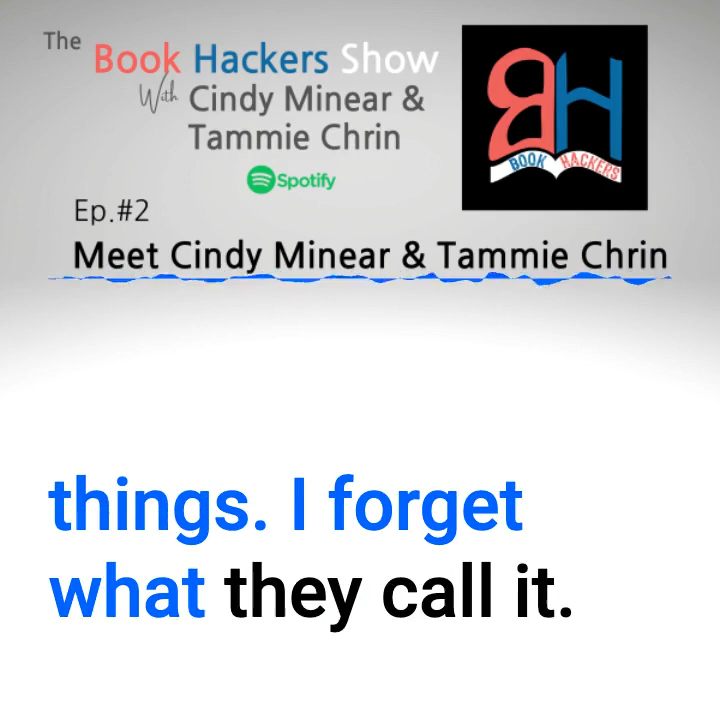 The Book Hackers Show
With Cindy Minear &
Tammie Chrin
Spotify
BH
BOOK HACKERS
Ep.#2
Meet Cindy Minear & Tammie Chrin
things. I forget
what they call it.